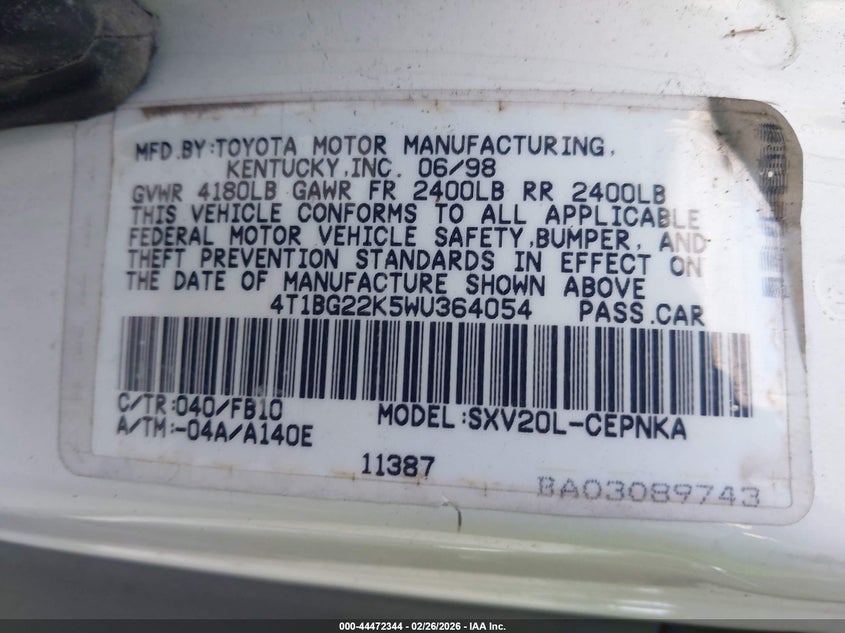 MFD.BY:TOYOTA MOTOR MANUFACTURING,
KENTUCKY,INC. 06/98
GVWR 4180LB GAWR FR 2400LB RR 2400LB
THIS VEHICLE CONFORMS TO ALL APPLICABLE
FEDERAL MOTOR VEHICLE SAFETY,BUMPER, AND
THEFT PREVENTION STANDARDS IN EFFECT ON
THE DATE OF MANUFACTURE SHOWN ABOVE
4T1BG22K5WU364054 PASS.CAR
C/TR:040/FB10 MODEL:SXV20L-CEPNKA
A/TM:-04A/A140E
11387
BA03089743
000-44472344 | 02/26/2026 - IAA Inc.